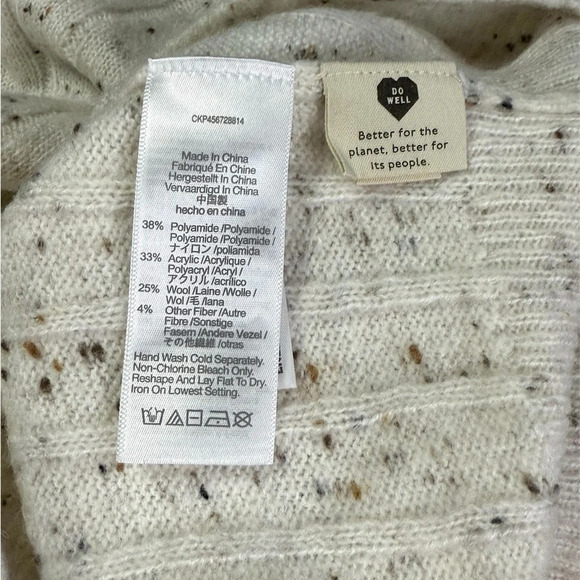 CKP456728814
Made In China
Fabriqué En Chine
Hergestellt In China
Vervaardigd In China
中国製
hecho en china
38% Polyamide /Polyamide /
Polyamide /Polyamide /
ナイロン /poliamida
33% Acrylic /Acrylique /
Polyacryl /Acryl /
アクリル /acrílico
25% Wool /Laine /Wolle /
Wol /毛 /lana
4% Other Fiber /Autre
Fibre /Sonstige
Fasern /Andere Vezel /
その他繊維 /otras
Hand Wash Cold Separately.
Non-Chlorine Bleach Only.
Reshape And Lay Flat To Dry.
Iron On Lowest Setting.
DO
WELL
Better for the
planet, better for
its people.